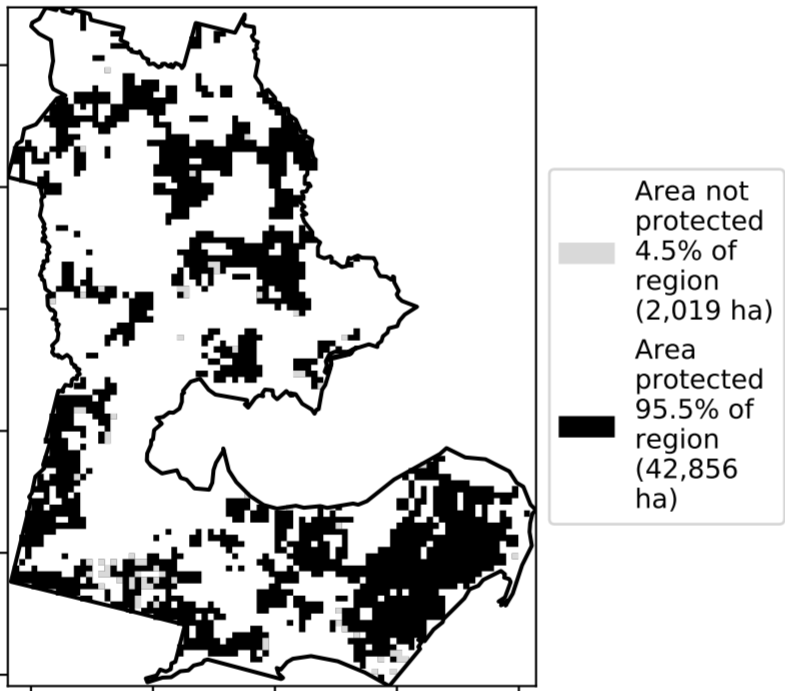 Area not
protected
4.5% of
region
(2,019 ha)
Area
protected
95.5% of
region
(42,856
ha)